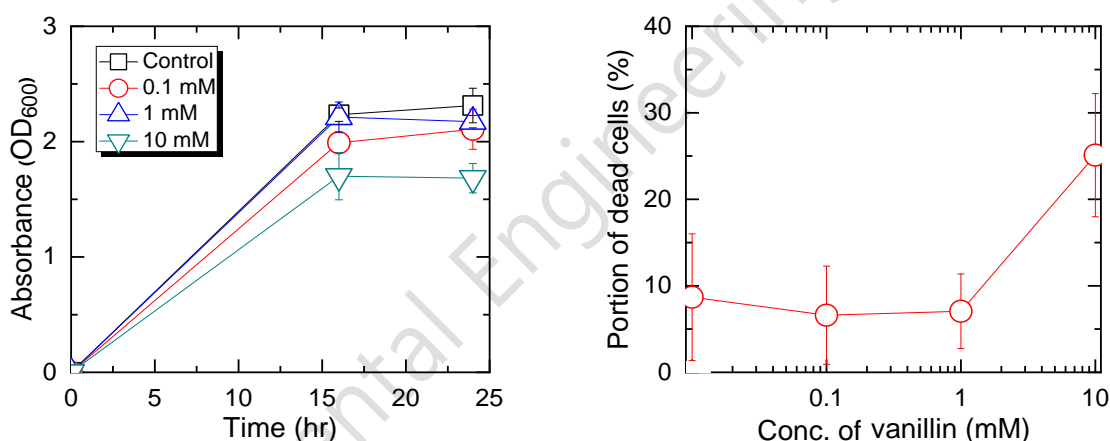 3
2
1
0
Absorbance (OD600)
Control
0.1 mM
1 mM
10 mM
0 5 10 15 20 25
Time (hr)
40
30
20
10
0
Portion of dead cells (%)
0.1 1 10
Conc. of vanillin (mM)
ntal Engineering